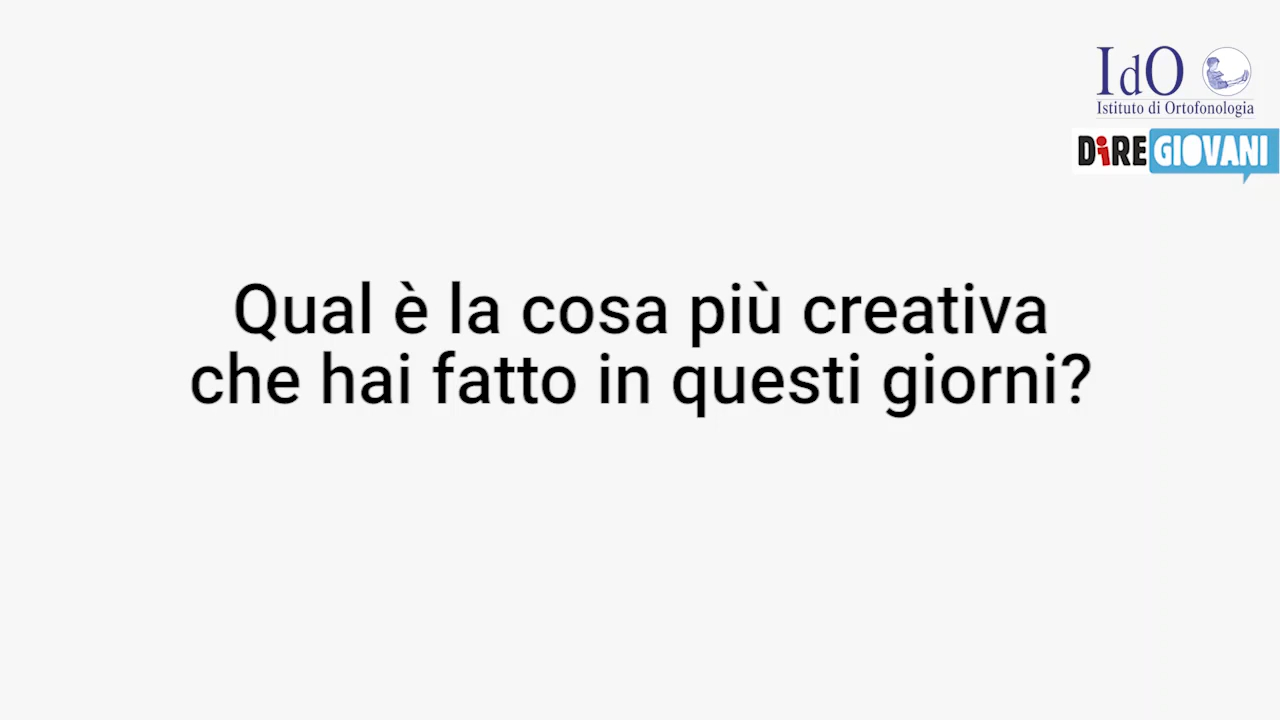 IdO
Istituto di Ortofonologia
DiRE GIOVANI
Qual è la cosa più creativa
che hai fatto in questi giorni?